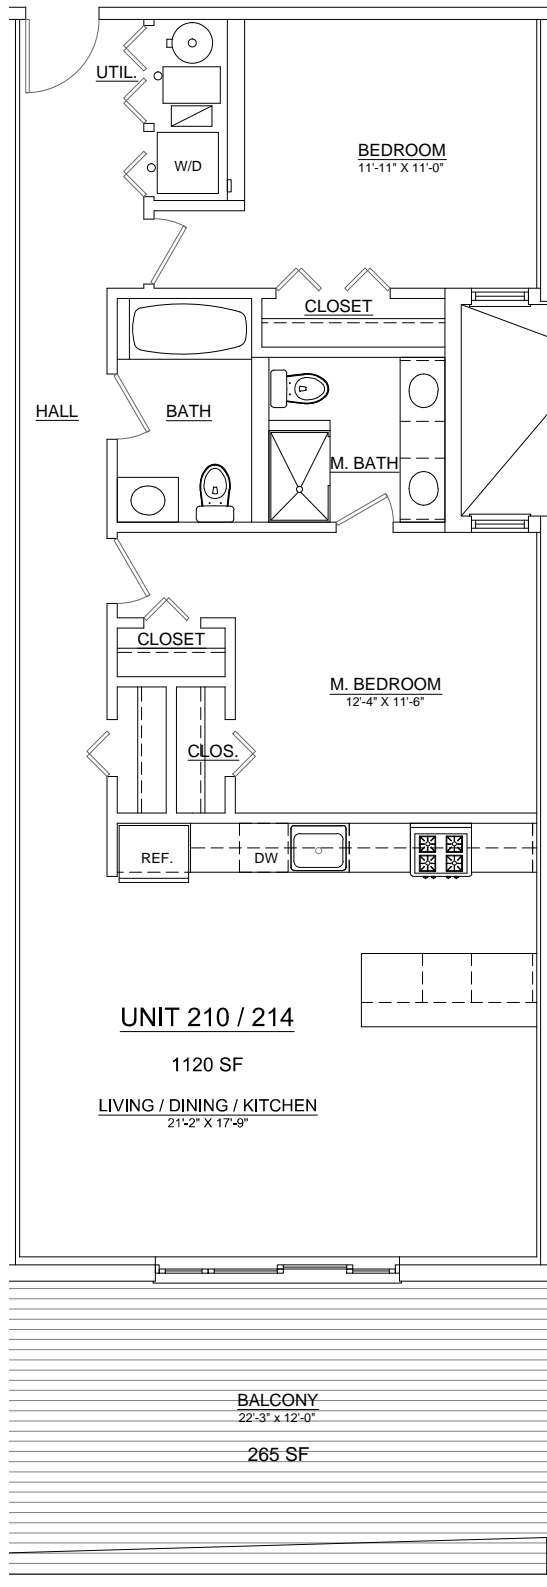 UTIL.
W/D
BEDROOM
11'-11" X 11'-0"
CLOSET
HALL
BATH
M. BATH
CLOSET
M. BEDROOM
12'-4" X 11'-6"
CLOS.
REF.
DW
UNIT 210 / 214
1120 SF
LIVING / DINING / KITCHEN
21'-2" X 17'-9"
BALCONY
22'-3" x 12'-0"
265 SF